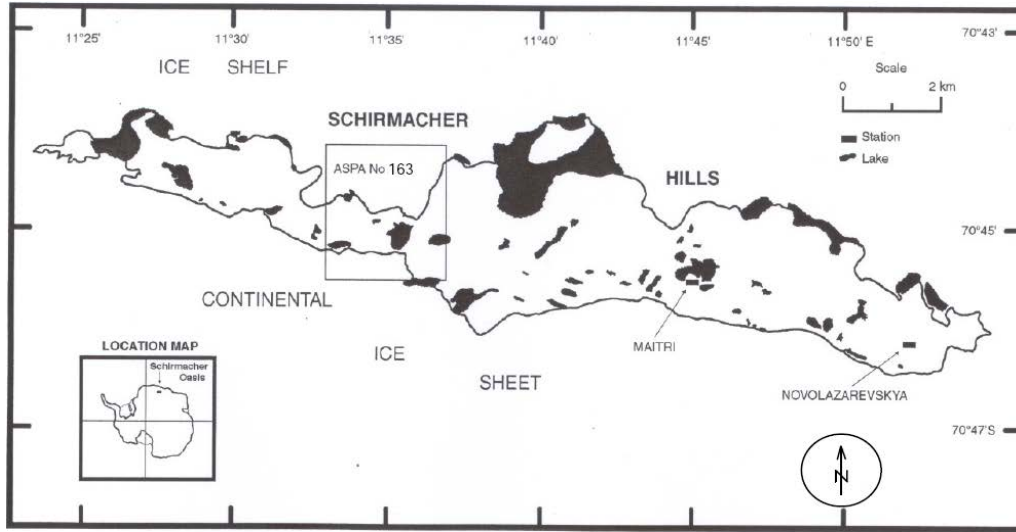 11°25'
11°30'
11°35'
11°40'
11°45'
11°50' E
70°43'
ICE SHELF
Scale
0 2 km
SCHIRMACHER
Station
Lake
ASPA No 163
HILLS
70°45'
CONTINENTAL
LOCATION MAP
Schirmacher
Oasis
ICE
MAITRI
SHEET
NOVOLAZAREVSKYA
70°47'S
N